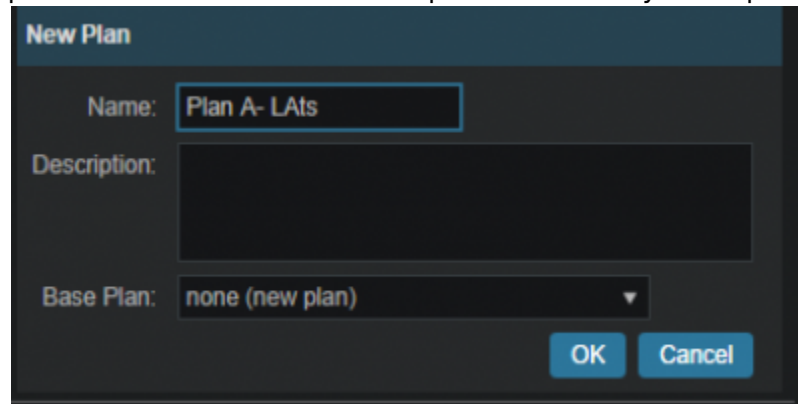 New Plan
Name: Plan A- LAts
Description:
Base Plan: none (new plan)
OK Cancel